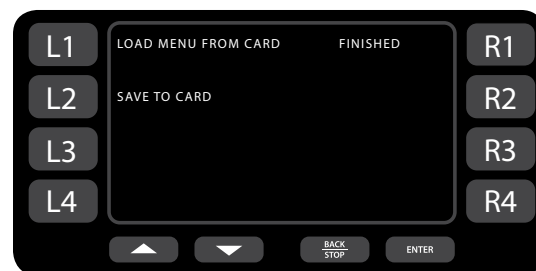 L1 LOAD MENU FROM CARD FINISHED R1
L2 SAVE TO CARD R2
L3 R3
L4 R4
BACK
STOP
ENTER